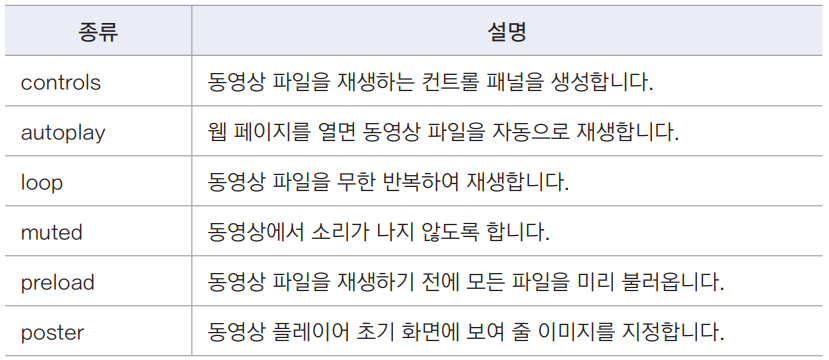 종류 설명
controls 동영상 파일을 재생하는 컨트롤 패널을 생성합니다.
autoplay 웹 페이지를 열면 동영상 파일을 자동으로 재생합니다.
loop 동영상 파일을 무한 반복하여 재생합니다.
muted 동영상에서 소리가 나지 않도록 합니다.
preload 동영상 파일을 재생하기 전에 모든 파일을 미리 불러옵니다.
poster 동영상 플레이어 초기 화면에 보여 줄 이미지를 지정합니다.